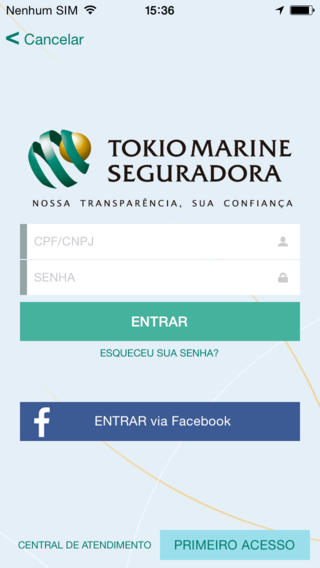 Nenhum SIM 15:36
< Cancelar
TOKIO MARINE
SEGURADORA
NOSSA TRANSPARÊNCIA, SUA CONFIANÇA
CPF/CNPJ
SENHA
ENTRAR
ESQUECEU SUA SENHA?
ENTRAR via Facebook
CENTRAL DE ATENDIMENTO PRIMEIRO ACESSO